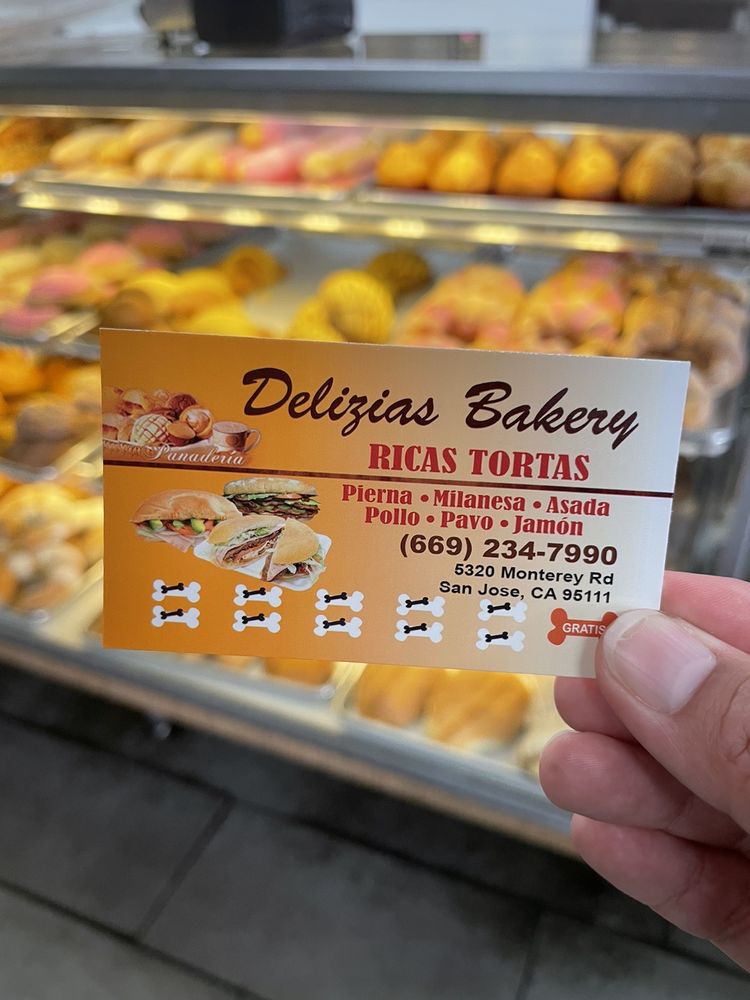 Delizias Bakery
Panadería
RICAS TORTAS
Pierna • Milanesa • Asada
Pollo • Pavo • Jamón
(669) 234-7990
5320 Monterey Rd
San Jose, CA 95111
GRATIS